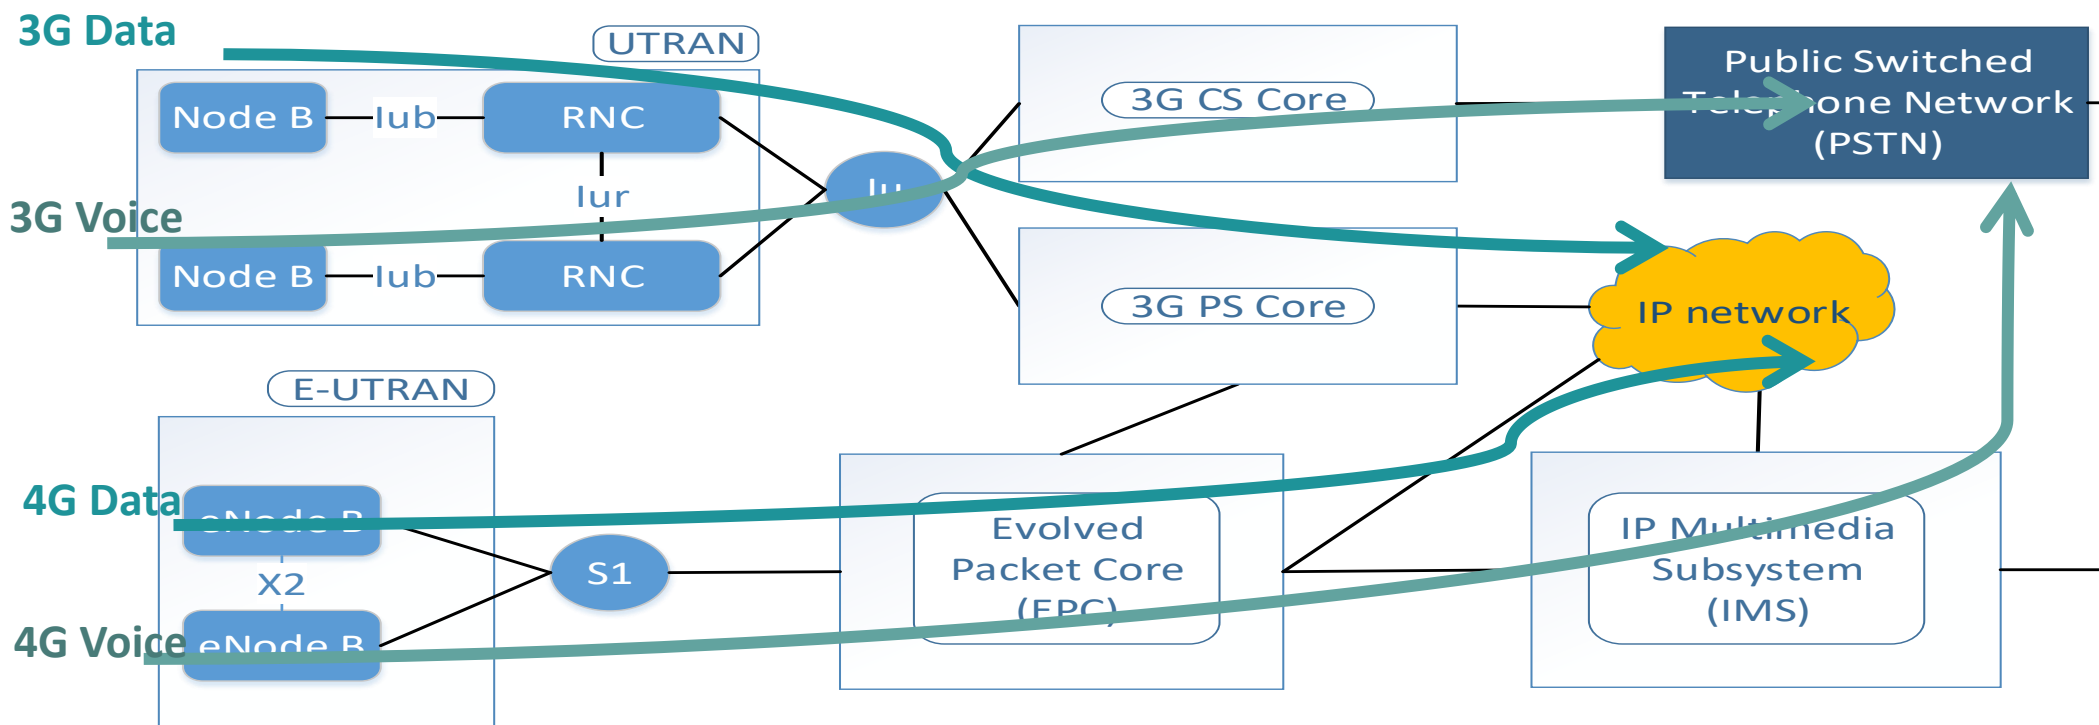 3G Data
UTRAN
Node B
Iub
RNC
3G CS Core
Public Switched
Telephone Network
(PSTN)
Iur
Iu
3G Voice
Node B
Iub
RNC
3G PS Core
IP network
E-UTRAN
4G Data
eNode B
X2
S1
Evolved
Packet Core
(EPC)
IP Multimedia
Subsystem
(IMS)
4G Voice
eNode B